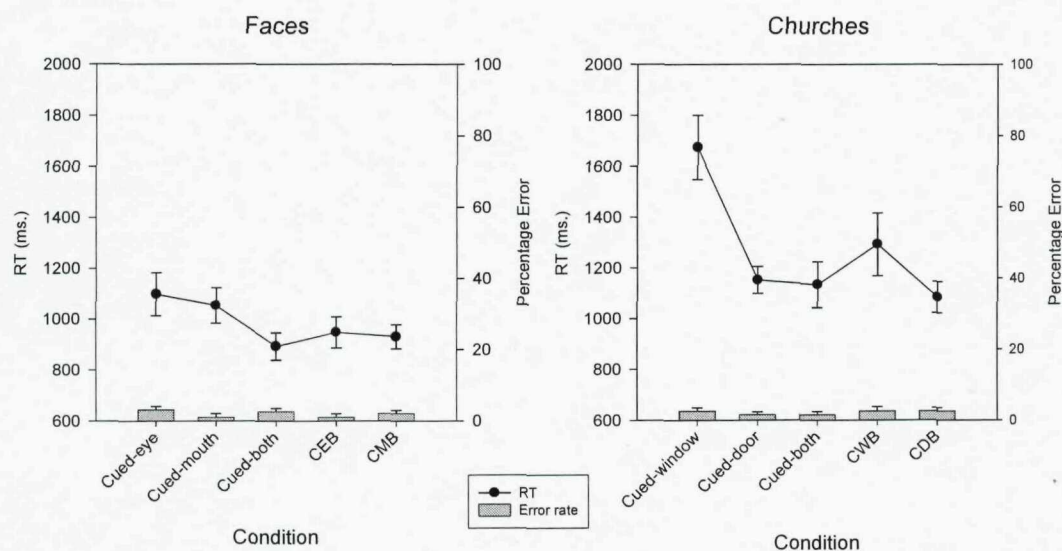 Faces
2000
1800
1600
1400
1200
1000
800
600
RT (ms.)
100
80
60
40
20
0
Percentage Error
Cued-eye
Cued-mouth
Cued-both
CEB
CMB
Condition
Churches
2000
1800
1600
1400
1200
1000
800
600
RT (ms.)
100
80
60
40
20
0
Percentage Error
Cued-window
Cued-door
Cued-both
CWB
CDB
Condition
RT
Error rate